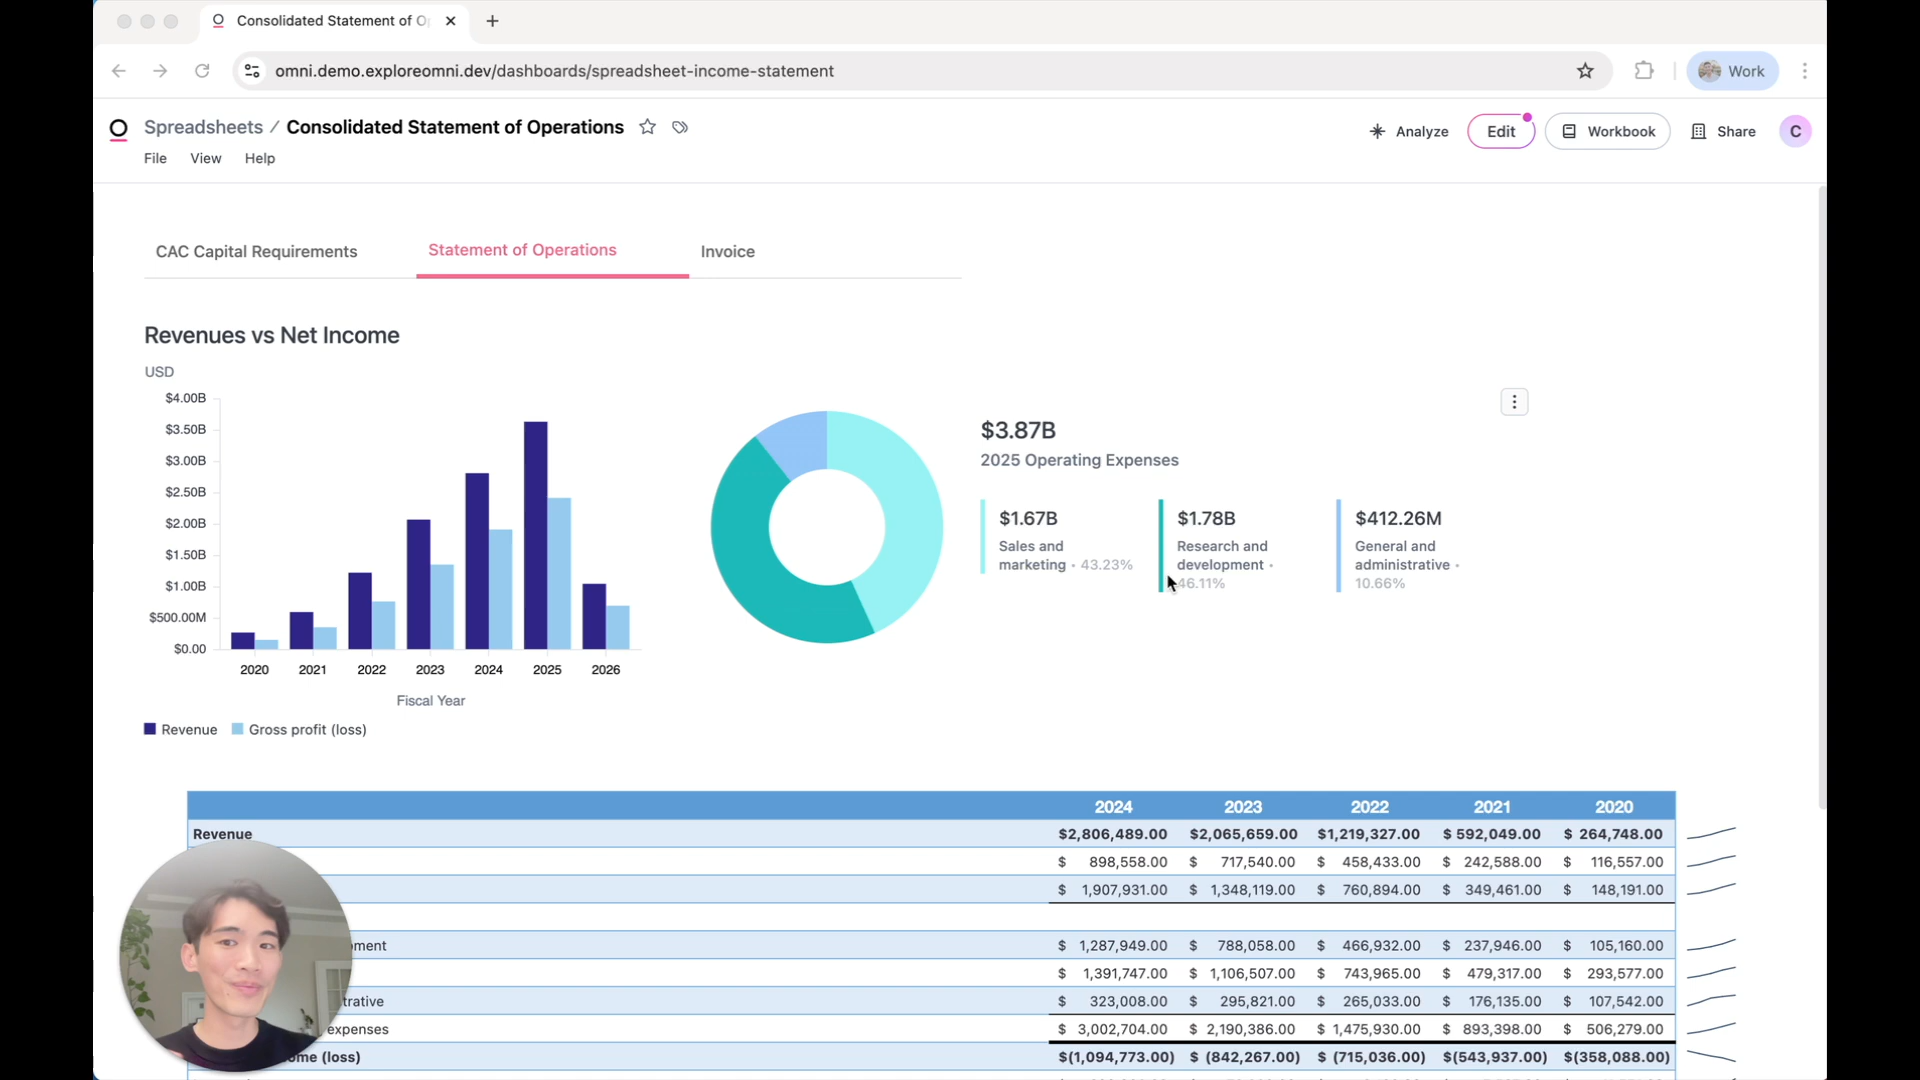 Consolidated Statement of O
omni.demo.exploreomni.dev/dashboards/spreadsheet-income-statement
Work
Spreadsheets / Consolidated Statement of Operations
Analyze
Edit
Workbook
Share
C
File View Help
CAC Capital Requirements
Statement of Operations
Invoice
Revenues vs Net Income
USD
$4.00B
$3.50B
$3.00B
$2.50B
$2.00B
$1.50B
$1.00B
$500.00M
$0.00
2020 2021 2022 2023 2024 2025 2026
Fiscal Year
Revenue Gross profit (loss)
$3.87B
2025 Operating Expenses
$1.67B
Sales and
marketing • 43.23%
$1.78B
Research and
development •
46.11%
$412.26M
General and
administrative •
10.66%
2024 2023 2022 2021 2020
Revenue $2,806,489.00 $2,065,659.00 $1,219,327.00 $ 592,049.00 $ 264,748.00
$ 898,558.00 $ 717,540.00 $ 458,433.00 $ 242,588.00 $ 116,557.00
$ 1,907,931.00 $ 1,348,119.00 $ 760,894.00 $ 349,461.00 $ 148,191.00
ment $ 1,287,949.00 $ 788,058.00 $ 466,932.00 $ 237,946.00 $ 105,160.00
$ 1,391,747.00 $ 1,106,507.00 $ 743,965.00 $ 479,317.00 $ 293,577.00
trative $ 323,008.00 $ 295,821.00 $ 265,033.00 $ 176,135.00 $ 107,542.00
expenses $ 3,002,704.00 $ 2,190,386.00 $ 1,475,930.00 $ 893,398.00 $ 506,279.00
ome (loss) $(1,094,773.00) $ (842,267.00) $ (715,036.00) $(543,937.00) $(358,088.00)